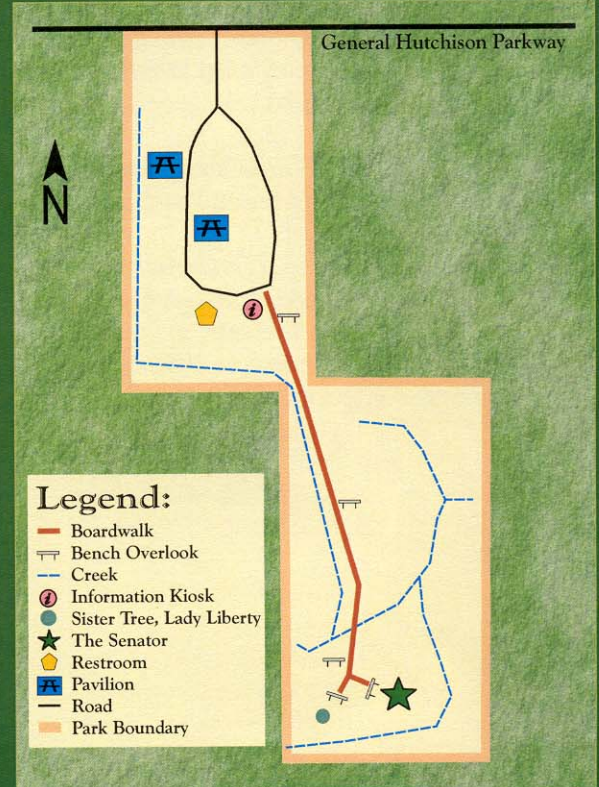 General Hutchison Parkway
N
i
Legend:
Boardwalk
Bench Overlook
Creek
i Information Kiosk
Sister Tree, Lady Liberty
The Senator
Restroom
Pavilion
Road
Park Boundary